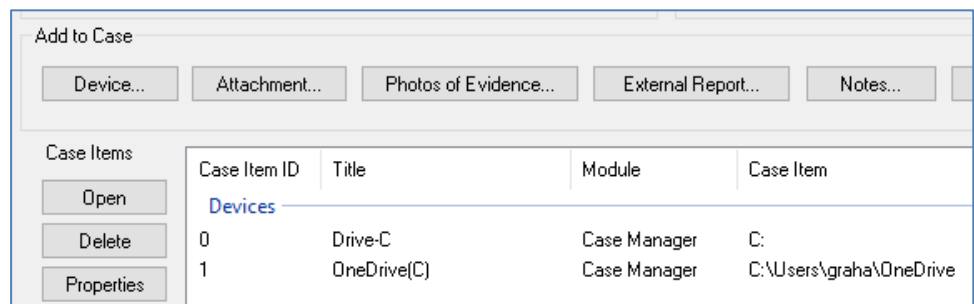 Add to Case
Device... Attachment... Photos of Evidence... External Report... Notes...
Case Items
Open
Delete
Properties
Case Item ID Title Module Case Item
Devices
0 Drive-C Case Manager C:
1 OneDrive(C) Case Manager C:\Users\graha\OneDrive